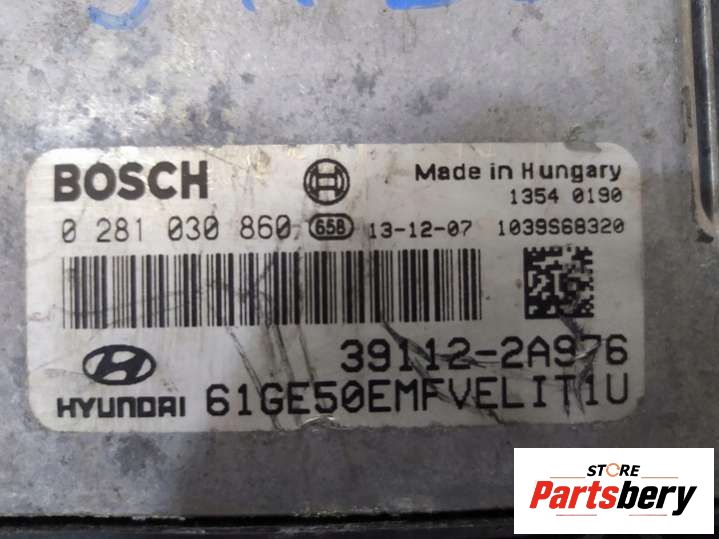 BOSCH
Made in Hungary
1354 0190
0 281 030 860 658 13-12-07 1039S68320
39112-2A976
HYUNDAI 61GE50EMFVELIT1U
STORE
Partsbery